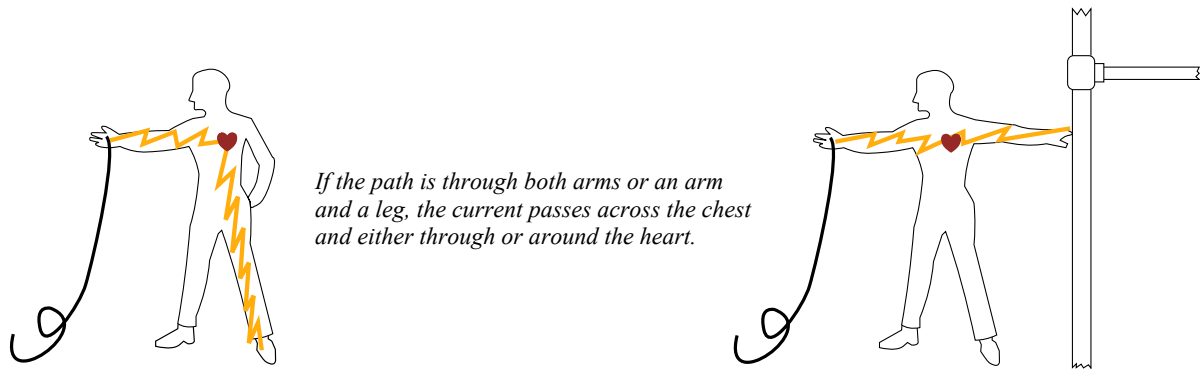 If the path is through both arms or an arm
and a leg, the current passes across the chest
and either through or around the heart.